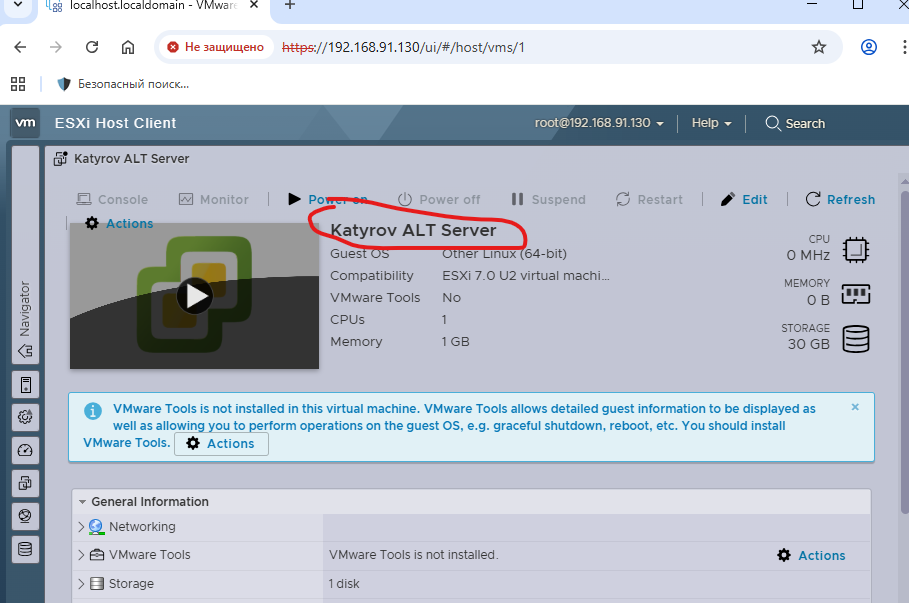 localhost.localdomain - VMware
Не защищено
https://192.168.91.130/ui/#/host/vms/1
Безопасный поиск...
vm ESXi Host Client
root@192.168.91.130
Help
Search
Katyrov ALT Server
Console
Monitor
Power on
Power off
Suspend
Restart
Edit
Refresh
Actions
Katyrov ALT Server
Guest OS Other Linux (64-bit)
Compatibility ESXi 7.0 U2 virtual machi...
VMware Tools No
CPUs 1
Memory 1 GB
CPU
0 MHz
MEMORY
0 B
STORAGE
30 GB
Navigator
VMware Tools is not installed in this virtual machine. VMware Tools allows detailed guest information to be displayed as
well as allowing you to perform operations on the guest OS, e.g. graceful shutdown, reboot, etc. You should install
VMware Tools. Actions
General Information
Networking
VMware Tools VMware Tools is not installed. Actions
Storage 1 disk